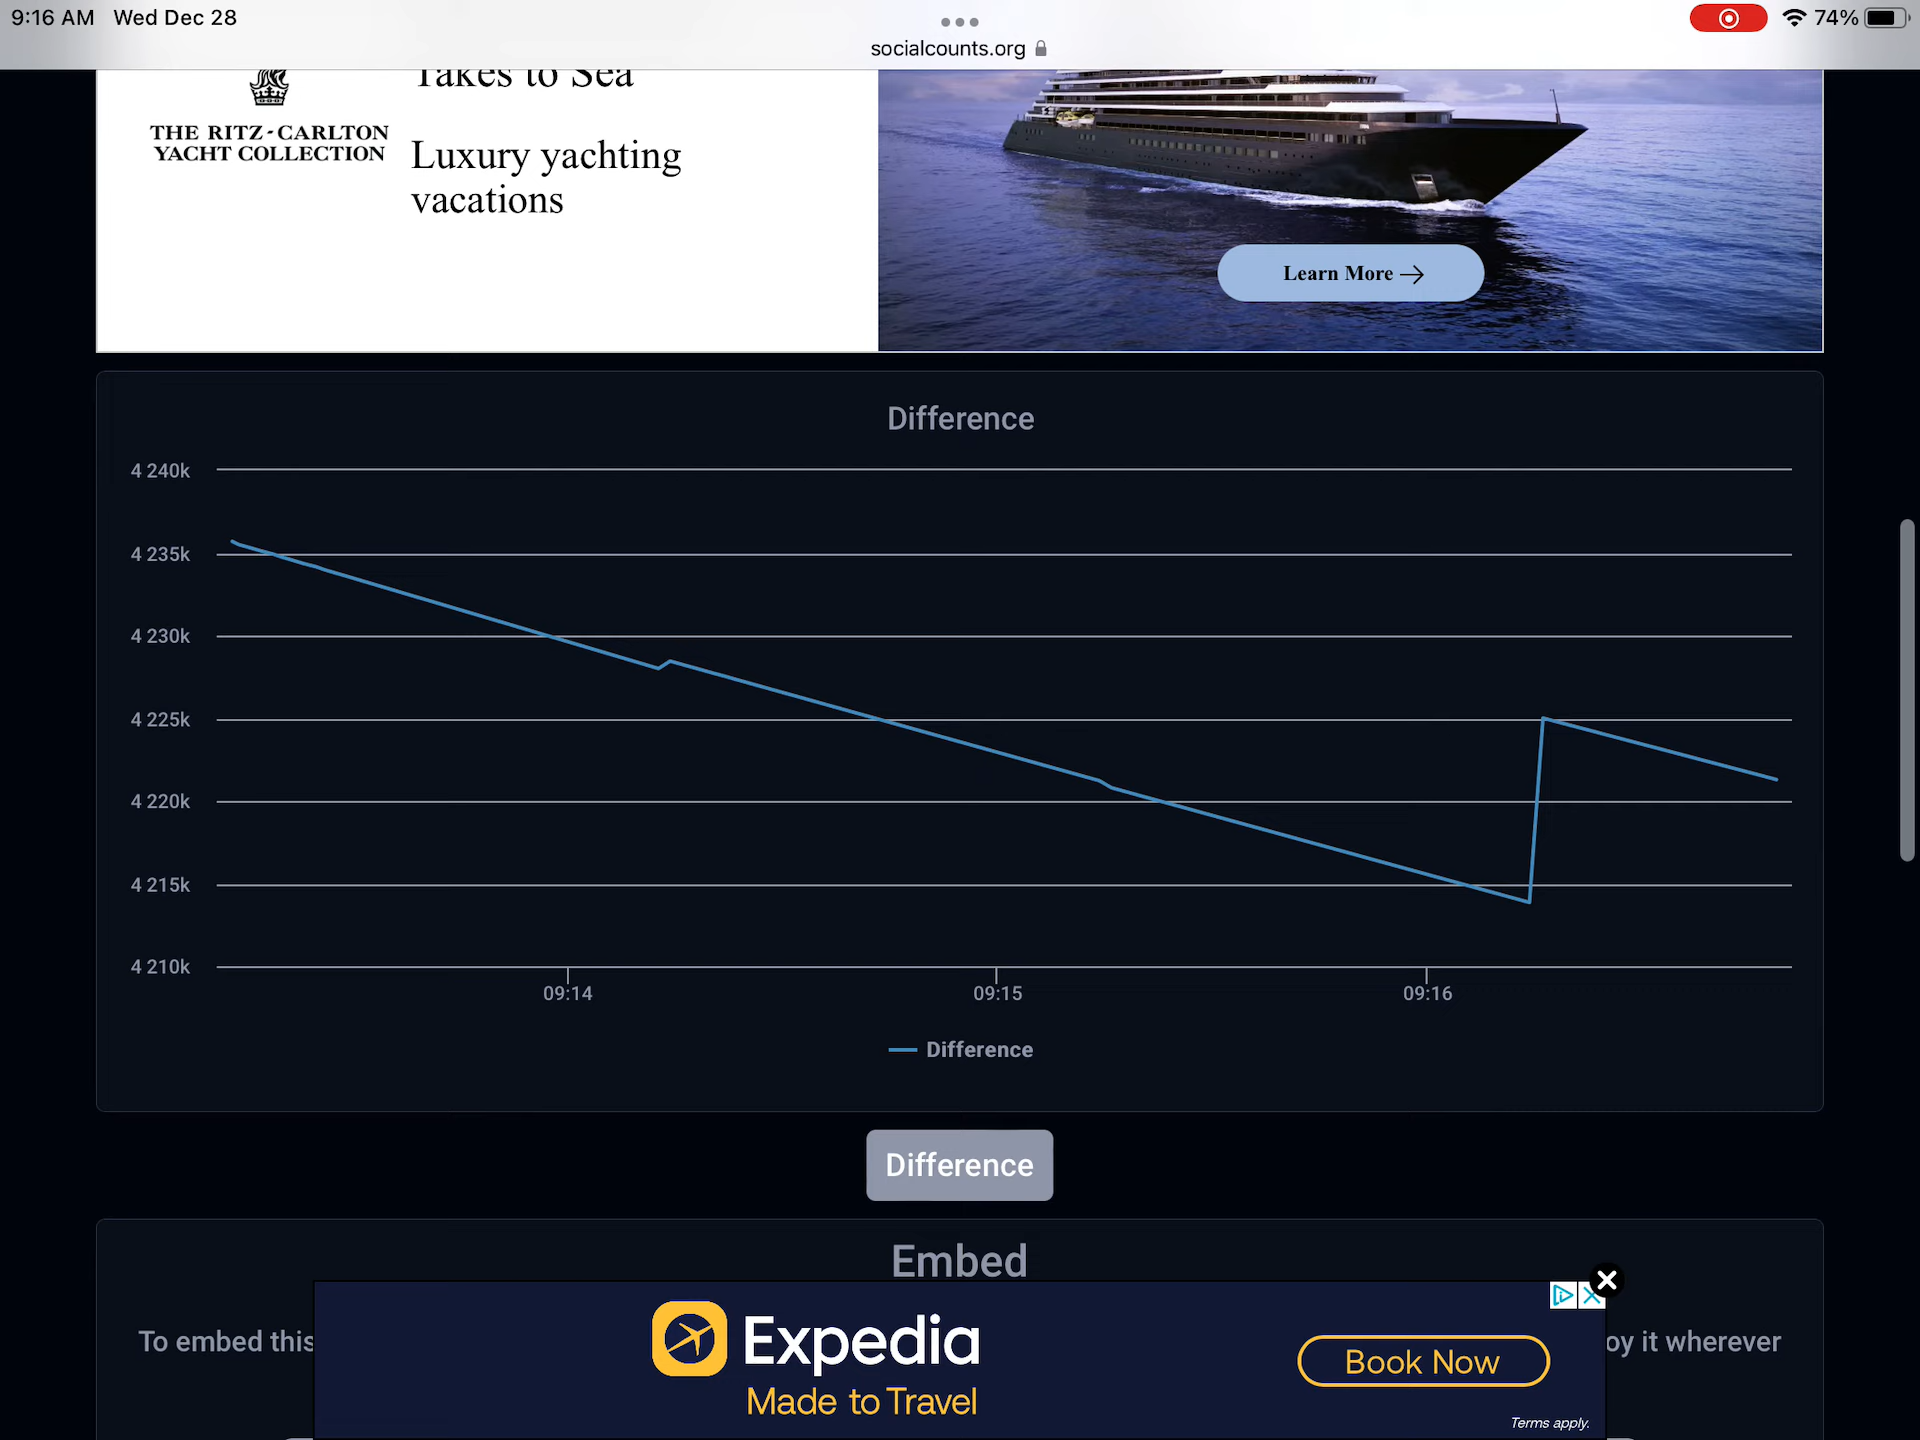 9:16 AM Wed Dec 28
74%
socialcounts.org
Takes to Sea
THE RITZ-CARLTON
YACHT COLLECTION
Luxury yachting
vacations
Learn More →
Difference
4 240k
4 235k
4 230k
4 225k
4 220k
4 215k
4 210k
09:14 09:15 09:16
Difference
Difference
Embed
To embed this
oy it wherever
Expedia
Made to Travel
Book Now
Terms apply.